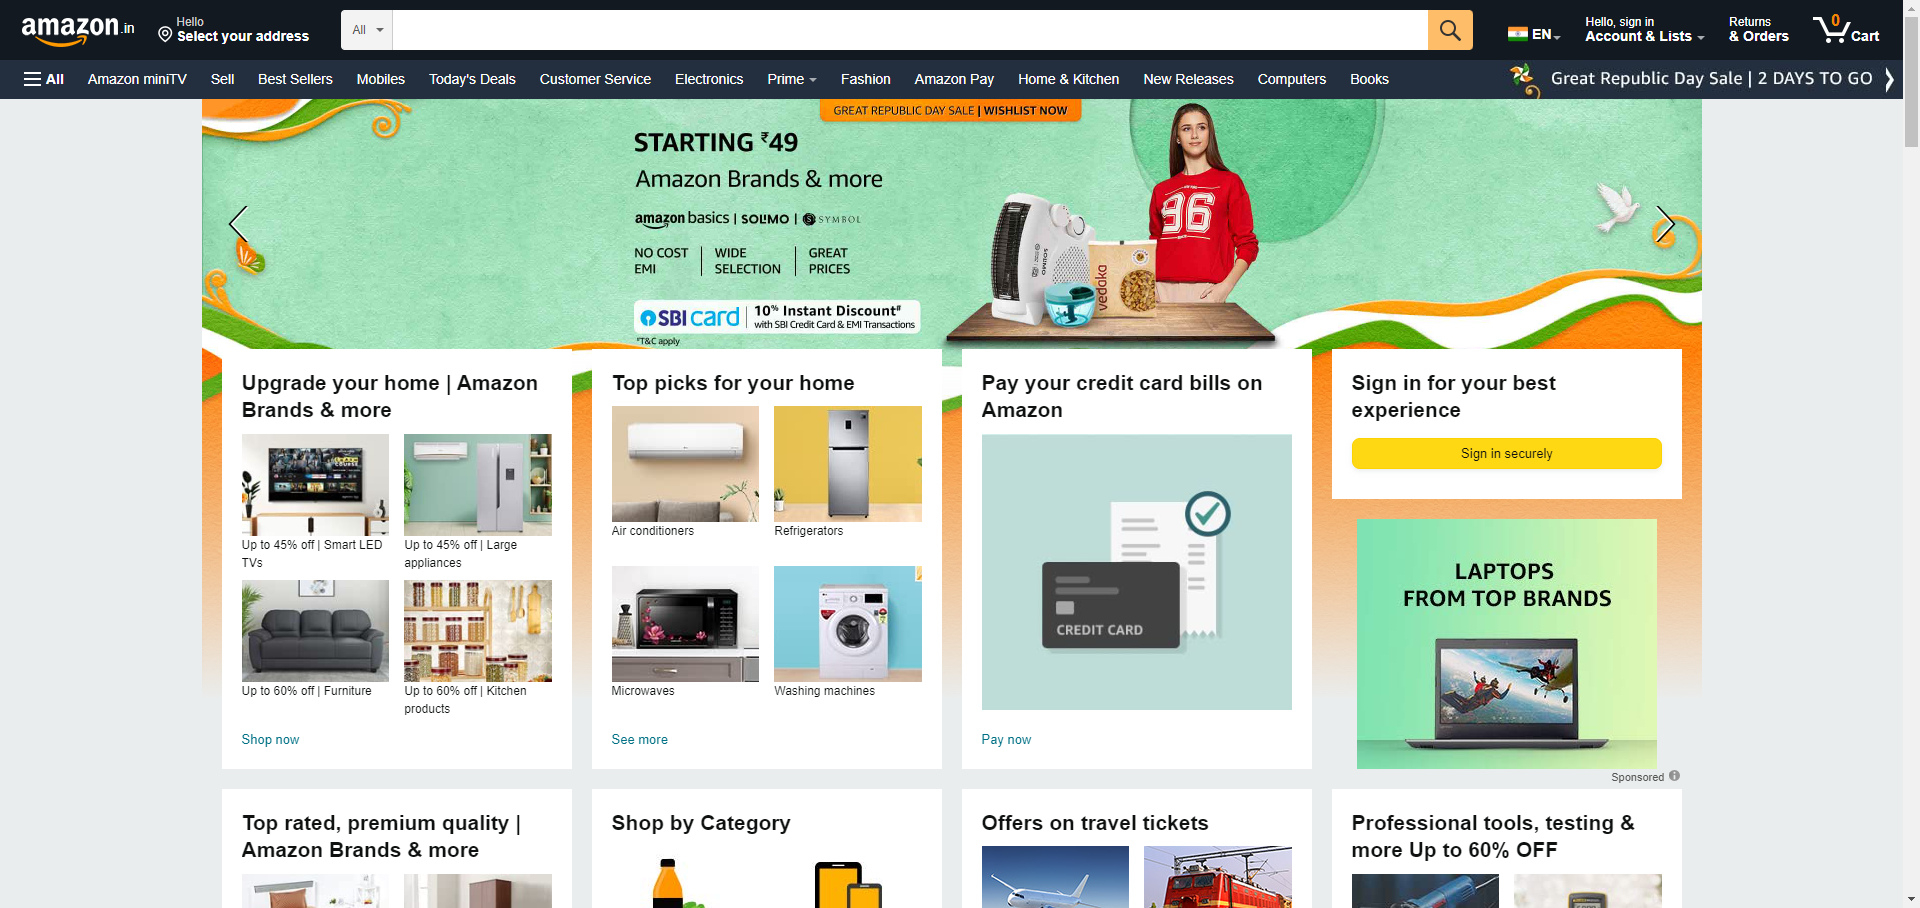 amazon.in
Hello
Select your address
All
EN
Hello, sign in
Account & Lists
Returns
& Orders
0
Cart
All
Amazon miniTV
Sell
Best Sellers
Mobiles
Today's Deals
Customer Service
Electronics
Prime
Fashion
Amazon Pay
Home & Kitchen
New Releases
Computers
Books
Great Republic Day Sale | 2 DAYS TO GO
GREAT REPUBLIC DAY SALE | WISHLIST NOW
STARTING ₹49
Amazon Brands & more
amazon basics | SOLIMO | S SYMBOL
NO COST
EMI
WIDE
SELECTION
GREAT
PRICES
SBI card
10% Instant Discount#
with SBI Credit Card & EMI Transactions
#T&C apply
96
SOLIMO
vedaka
Upgrade your home | Amazon
Brands & more
Up to 45% off | Smart LED
TVs
Up to 45% off | Large
appliances
Up to 60% off | Furniture
Up to 60% off | Kitchen
products
Shop now
Top picks for your home
Air conditioners
Refrigerators
Microwaves
Washing machines
See more
Pay your credit card bills on
Amazon
CREDIT CARD
Pay now
Sign in for your best
experience
Sign in securely
LAPTOPS
FROM TOP BRANDS
Sponsored
Top rated, premium quality |
Amazon Brands & more
Shop by Category
Offers on travel tickets
Professional tools, testing &
more Up to 60% OFF